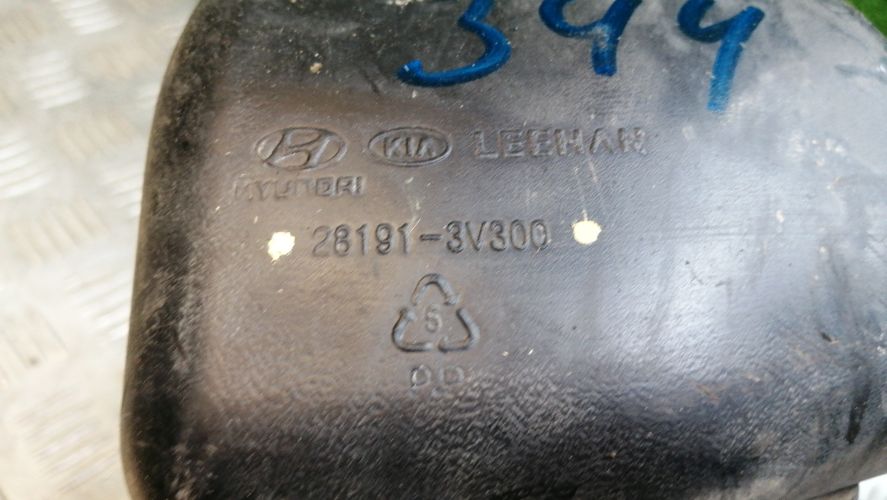 344
KIA LEEHAN
HYUNDAI
28191-3V300
5
PP